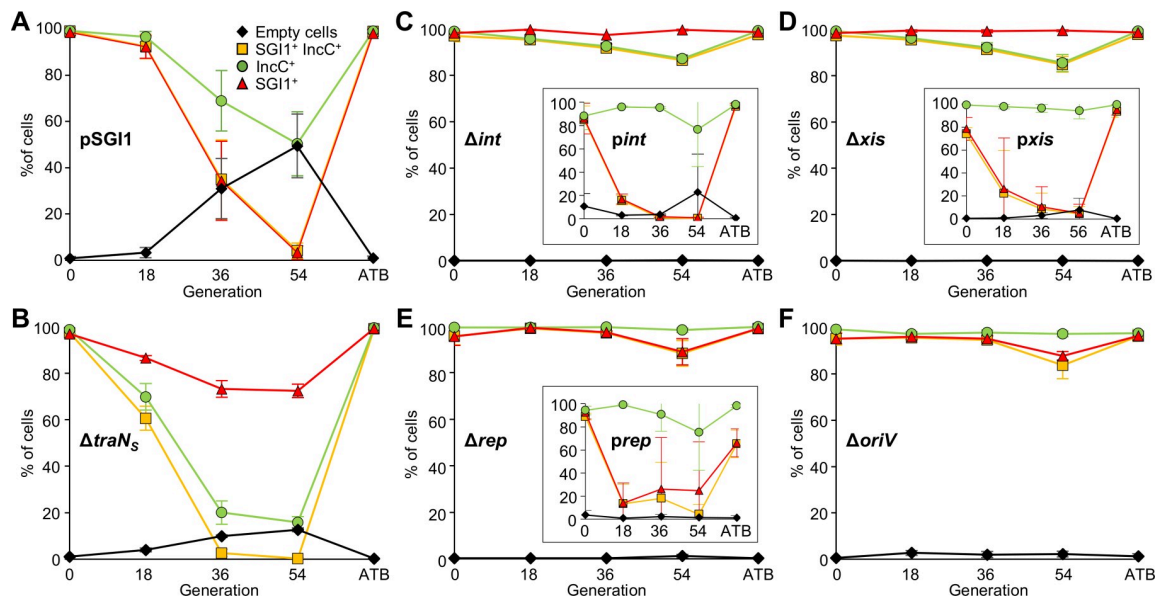 A
% of cells
100
80
60
40
20
0
pSGI1
Empty cells
SGI1+ IncC+
IncC+
SGI1+
0 18 36 54 ATB
Generation
C
% of cells
100
80
60
40
20
0
Δint
100
80
60
40
20
0
pint
0 18 36 54 ATB
0 18 36 54 ATB
Generation
D
% of cells
100
80
60
40
20
0
Δxis
100
80
60
40
20
0
pxis
0 18 36 56 ATB
0 18 36 54 ATB
Generation
B
% of cells
100
80
60
40
20
0
ΔtraNS
0 18 36 54 ATB
Generation
E
% of cells
100
80
60
40
20
0
Δrep
100
80
60
40
20
0
prep
0 18 36 54 ATB
0 18 36 54 ATB
Generation
F
% of cells
100
80
60
40
20
0
ΔoriV
0 18 36 54 ATB
Generation